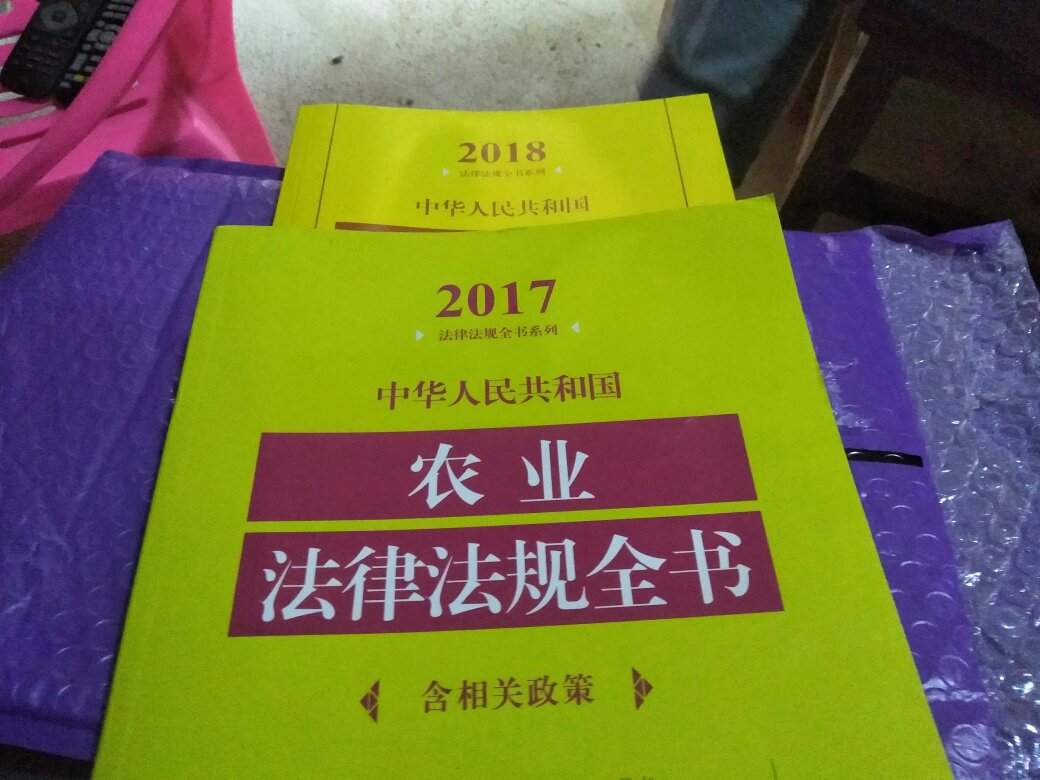 2018
法律法规全书系列
中华人民共和国
2017
法律法规全书系列
中华人民共和国
农业
法律法规全书
含相关政策